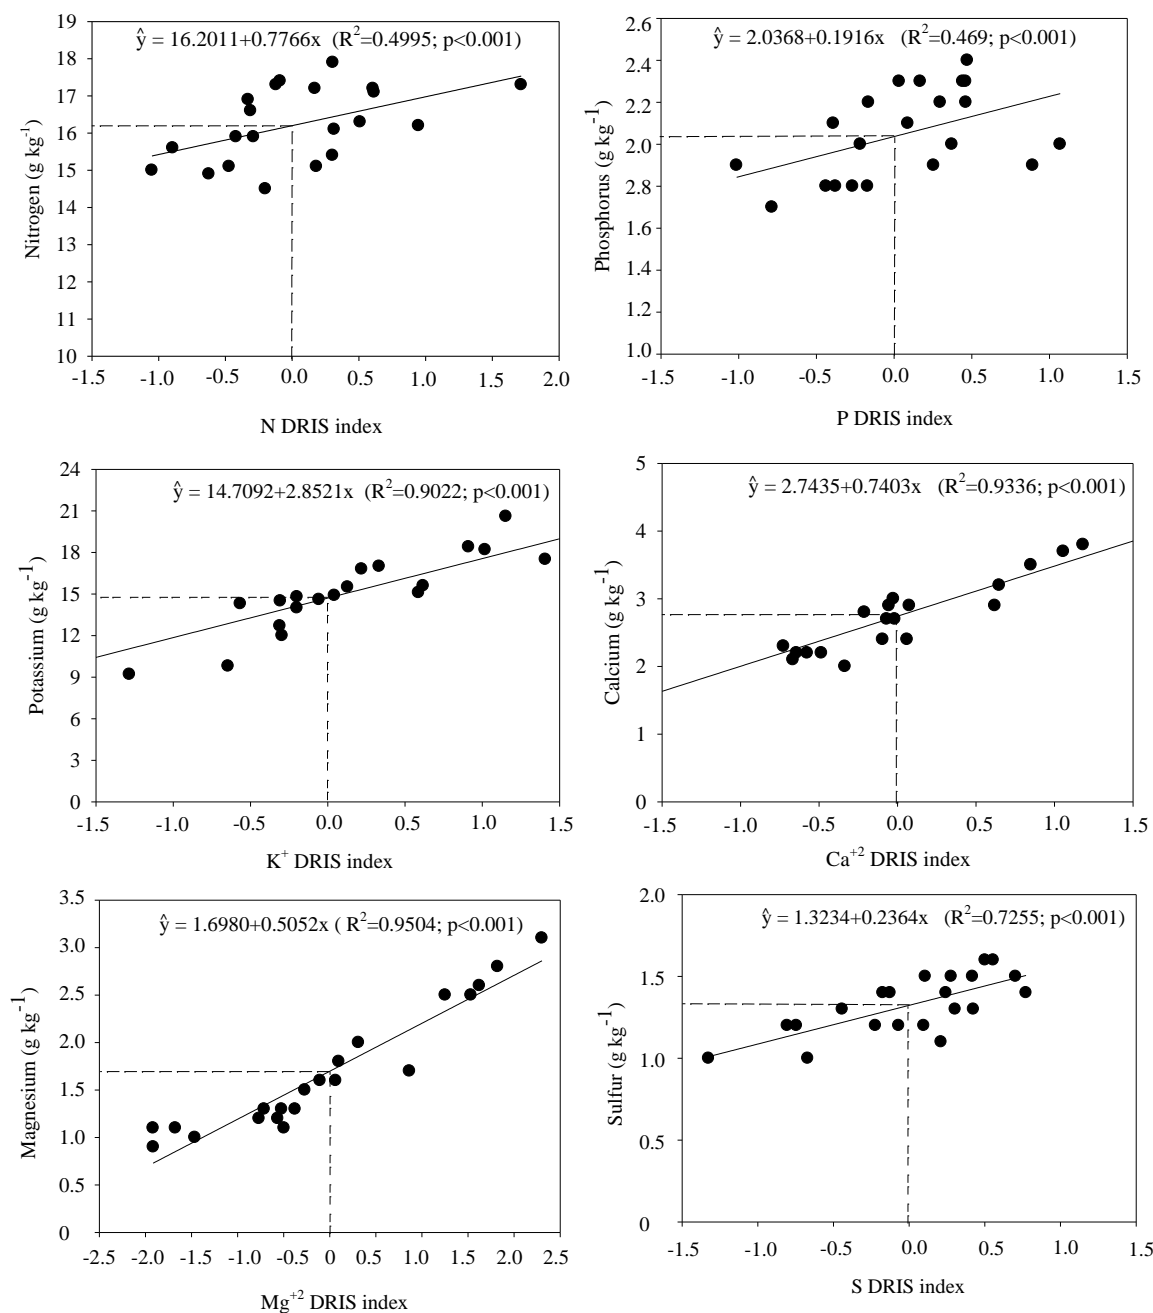 ŷ = 16.2011+0.7766x (R²=0.4995; p<0.001)
Nitrogen (g kg⁻¹)
19
18
17
16
15
14
13
12
11
10
-1.5 -1.0 -0.5 0.0 0.5 1.0 1.5 2.0
N DRIS index
ŷ = 2.0368+0.1916x (R²=0.469; p<0.001)
Phosphorus (g kg⁻¹)
2.6
2.4
2.2
2.0
2.8
1.6
1.4
1.2
1.0
-1.5 -1.0 -0.5 0.0 0.5 1.0 1.5
P DRIS index
ŷ = 14.7092+2.8521x (R²=0.9022; p<0.001)
Potassium (g kg⁻¹)
24
21
18
15
12
9
6
3
0
-1.5 -1.0 -0.5 0.0 0.5 1.0 1.5
K⁺ DRIS index
ŷ = 2.7435+0.7403x (R²=0.9336; p<0.001)
Calcium (g kg⁻¹)
5
4
3
2
1
0
-1.5 -1.0 -0.5 0.0 0.5 1.0 1.5
Ca⁺² DRIS index
ŷ = 1.6980+0.5052x ( R²=0.9504; p<0.001)
Magnesium (g kg⁻¹)
3.5
3.0
2.5
2.0
1.5
1.0
0.5
0
-2.5 -2.0 -1.5 -1.0 -0.5 0.0 0.5 1.0 1.5 2.0 2.5
Mg⁺² DRIS index
ŷ = 1.3234+0.2364x (R²=0.7255; p<0.001)
Sulfur (g kg⁻¹)
2.0
1.5
1.0
0.5
0
-1.5 -1.0 -0.5 0.0 0.5 1.0 1.5
S DRIS index